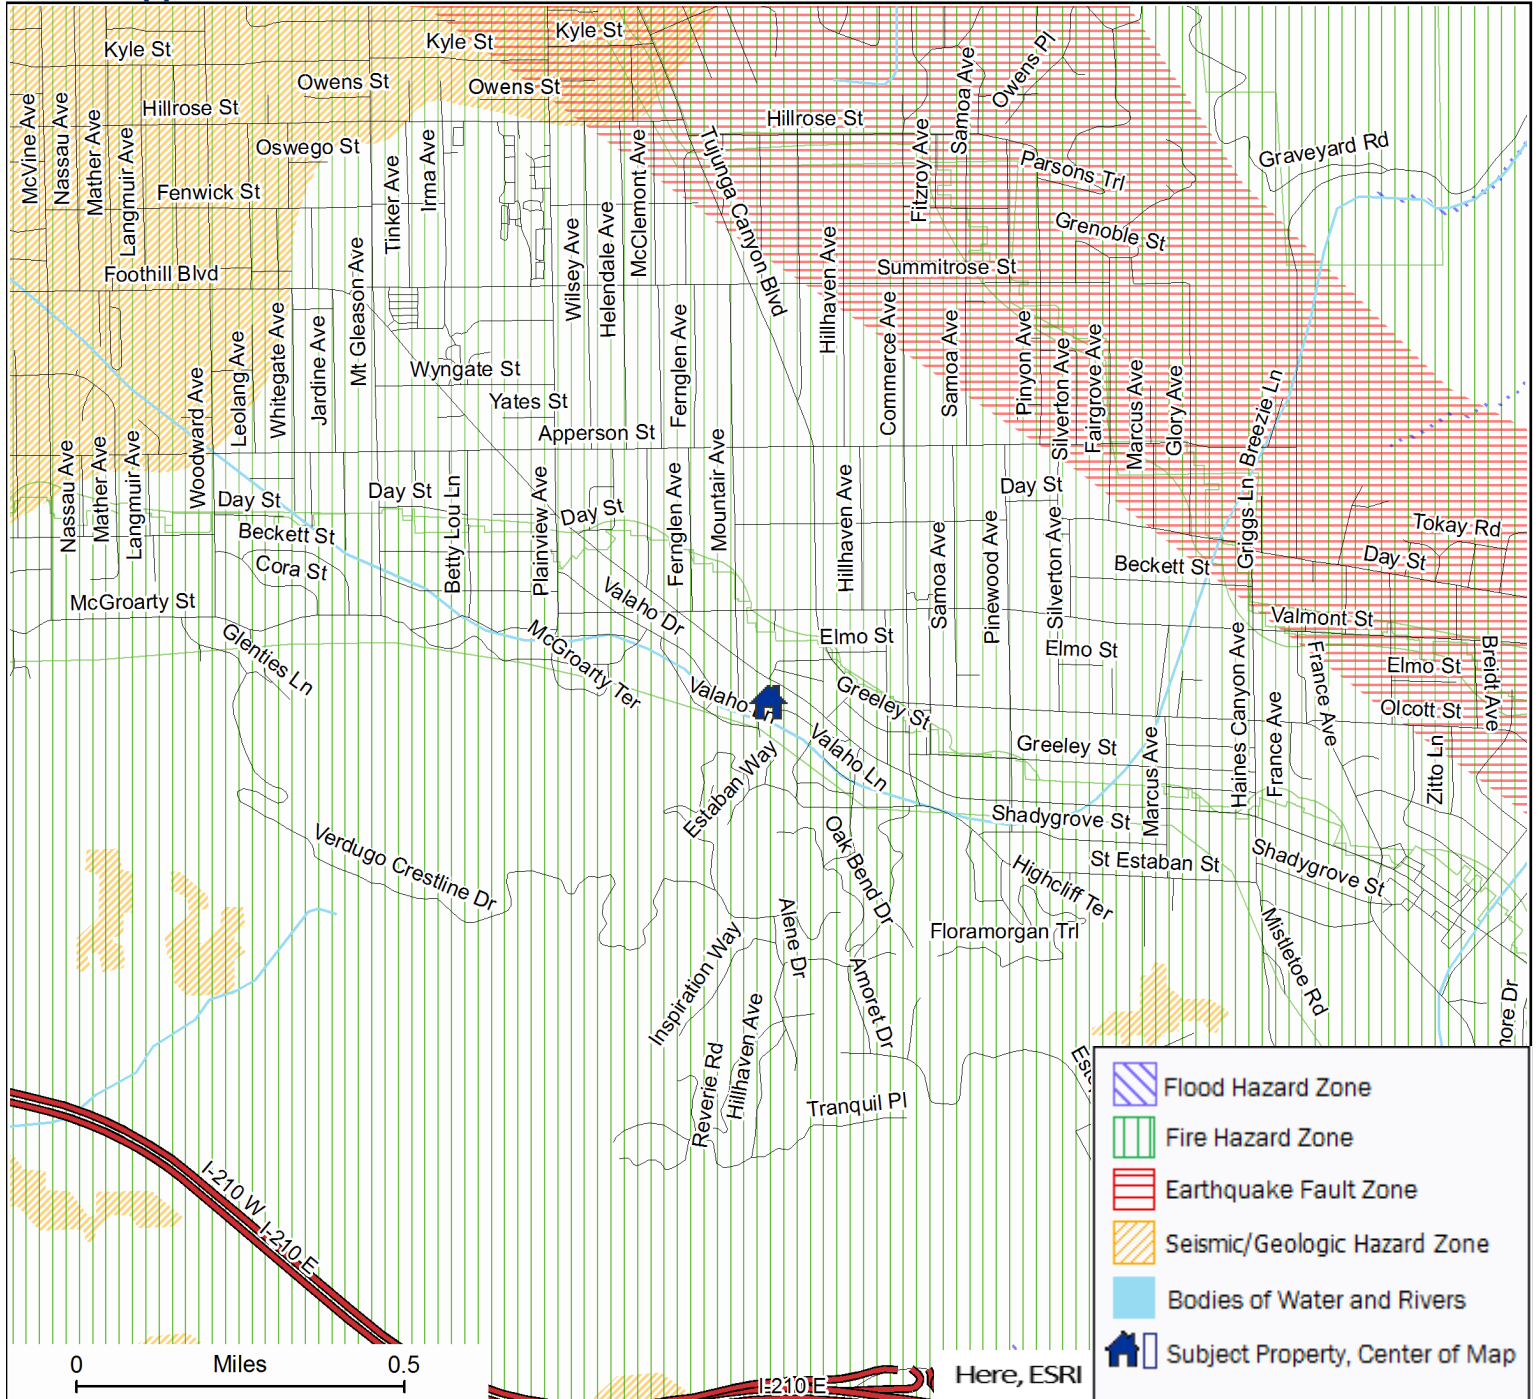 Kyle St
Kyle St
Kyle St
Owens St
Owens St
Hillrose St
Hillrose St
Owens Pl
Samoa Ave
McVine Ave
Nassau Ave
Mather Ave
Langmuir Ave
Oswego St
Fenwick St
Tinker Ave
Irma Ave
McClemont Ave
Tujunga Canyon Blvd
Fitzroy Ave
Parsons Trl
Graveyard Rd
Grenoble St
Foothill Blvd
Summitrose St
Mt Gleason Ave
Wilsey Ave
Helendale Ave
Hillhaven Ave
Commerce Ave
Woodward Ave
Leolang Ave
Whitegate Ave
Jardine Ave
Wyngate St
Yates St
Fernglen Ave
Apperson St
Samoa Ave
Pinyon Ave
Silverton Ave
Fairgrove Ave
Marcus Ave
Glory Ave
Breezie Ln
Nassau Ave
Mather Ave
Langmuir Ave
Day St
Day St
Day St
Day St
Beckett St
Cora St
Betty Lou Ln
Plainview Ave
Fernglen Ave
Mountair Ave
Hillhaven Ave
Samoa Ave
Pinewood Ave
Silverton Ave
Griggs Ln
Tokay Rd
Day St
Beckett St
McGroarty St
Valaho Dr
Valmont St
Glenties Ln
McGroarty Ter
Elmo St
Elmo St
Elmo St
Breidt Ave
Valaho Ln
Greeley St
Olcott St
Haines Canyon Ave
France Ave
France Ave
Zitto Ln
Estaban Way
Valaho Ln
Greeley St
Marcus Ave
Shadygrove St
Verdugo Crestline Dr
Oak Bend Dr
St Estaban St
Shadygrove St
Highcliff Ter
Alene Dr
Floramorgan Trl
Inspiration Way
Amoret Dr
Mistletoe Rd
more Dr
Reverie Rd
Hillhaven Ave
Tranquil Pl
I-210 W
I-210 E
I-210 E
0 Miles 0.5
Here, ESRI
Flood Hazard Zone
Fire Hazard Zone
Earthquake Fault Zone
Seismic/Geologic Hazard Zone
Bodies of Water and Rivers
Subject Property, Center of Map